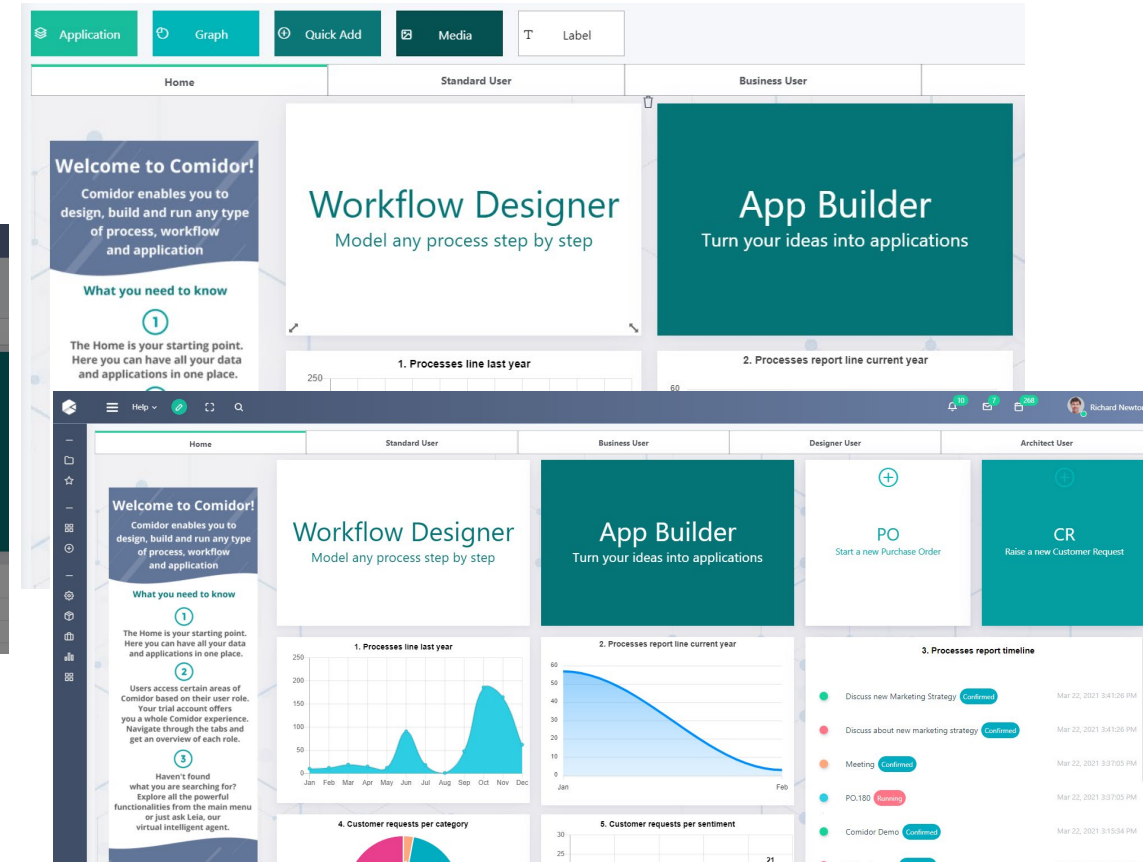 Application
Graph
Quick Add
Media
T Label
Home
Standard User
Business User
Welcome to Comidor!
Comidor enables you to
design, build and run any type
of process, workflow
and application
What you need to know
1
The Home is your starting point.
Here you can have all your data
and applications in one place.
Workflow Designer
Model any process step by step
App Builder
Turn your ideas into applications
1. Processes line last year
250
2. Processes report line current year
60
Help
10
7
268
Richard Newton
Home
Standard User
Business User
Designer User
Architect User
Welcome to Comidor!
Comidor enables you to
design, build and run any type
of process, workflow
and application
What you need to know
1
The Home is your starting point.
Here you can have all your data
and applications in one place.
2
Users access certain areas of
Comidor based on their user role.
Your trial account offers
you a whole Comidor experience.
Navigate through the tabs and
get an overview of each role.
3
Haven't found
what you are searching for?
Explore all the powerful
functionalities from the main menu
or just ask Leia, our
virtual intelligent agent.
Workflow Designer
Model any process step by step
App Builder
Turn your ideas into applications
PO
Start a new Purchase Order
CR
Raise a new Customer Request
1. Processes line last year
250
200
150
100
50
0
Jan Feb Mar Apr May Jun Jul Aug Sep Oct Nov Dec
2. Processes report line current year
60
50
40
30
20
10
0
Jan Feb
3. Processes report timeline
Discuss new Marketing Strategy Confirmed Mar 22, 2021 3:41:26 PM
Discuss about new marketing strategy Confirmed Mar 22, 2021 3:41:26 PM
Meeting Confirmed Mar 22, 2021 3:37:05 PM
PO.180 Running Mar 22, 2021 3:37:05 PM
Comidor Demo Confirmed Mar 22, 2021 3:15:34 PM
4. Customer requests per category
5. Customer requests per sentiment
30
25
21